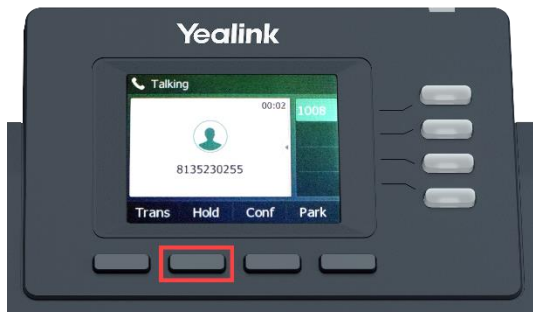 Yealink
Talking
00:02
1008
8135230255
Trans Hold Conf Park